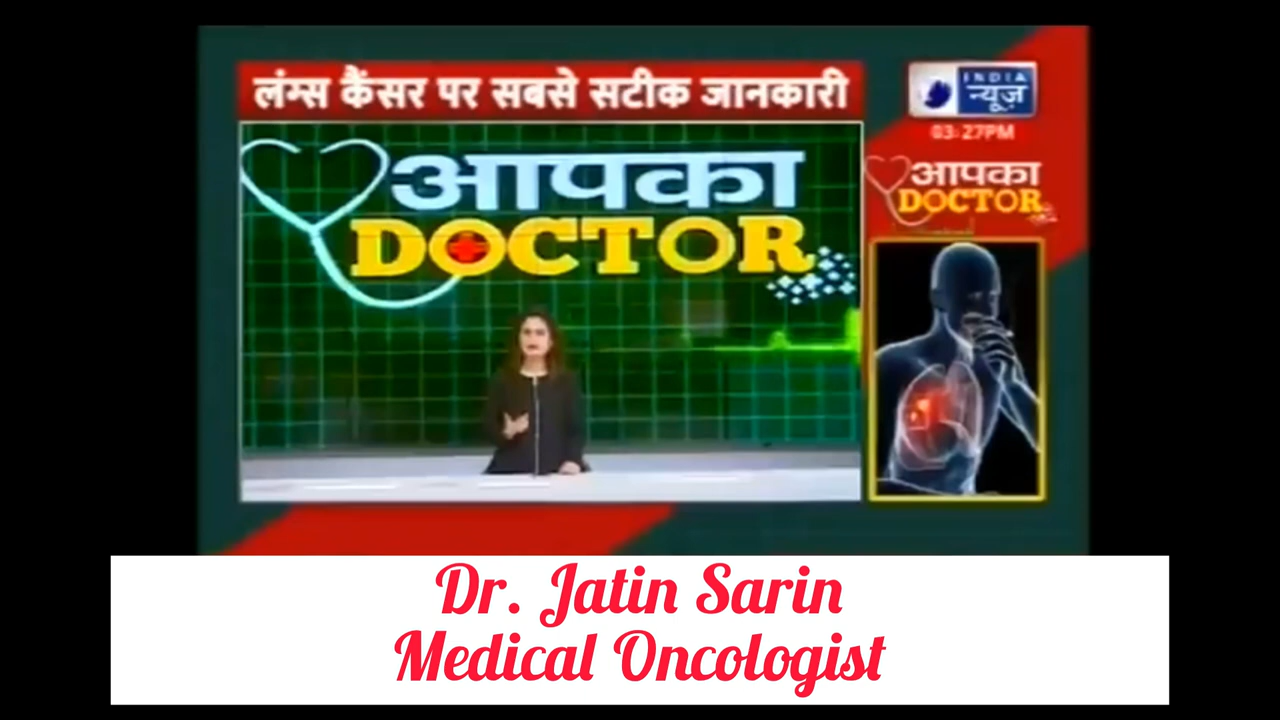 लंग्स कैंसर पर सबसे सटीक जानकारी
INDIA
न्यूज़
03:27PM
आपका
DOCTOR
आपका
DOCTOR
Dr. Jatin Sarin
Medical Oncologist